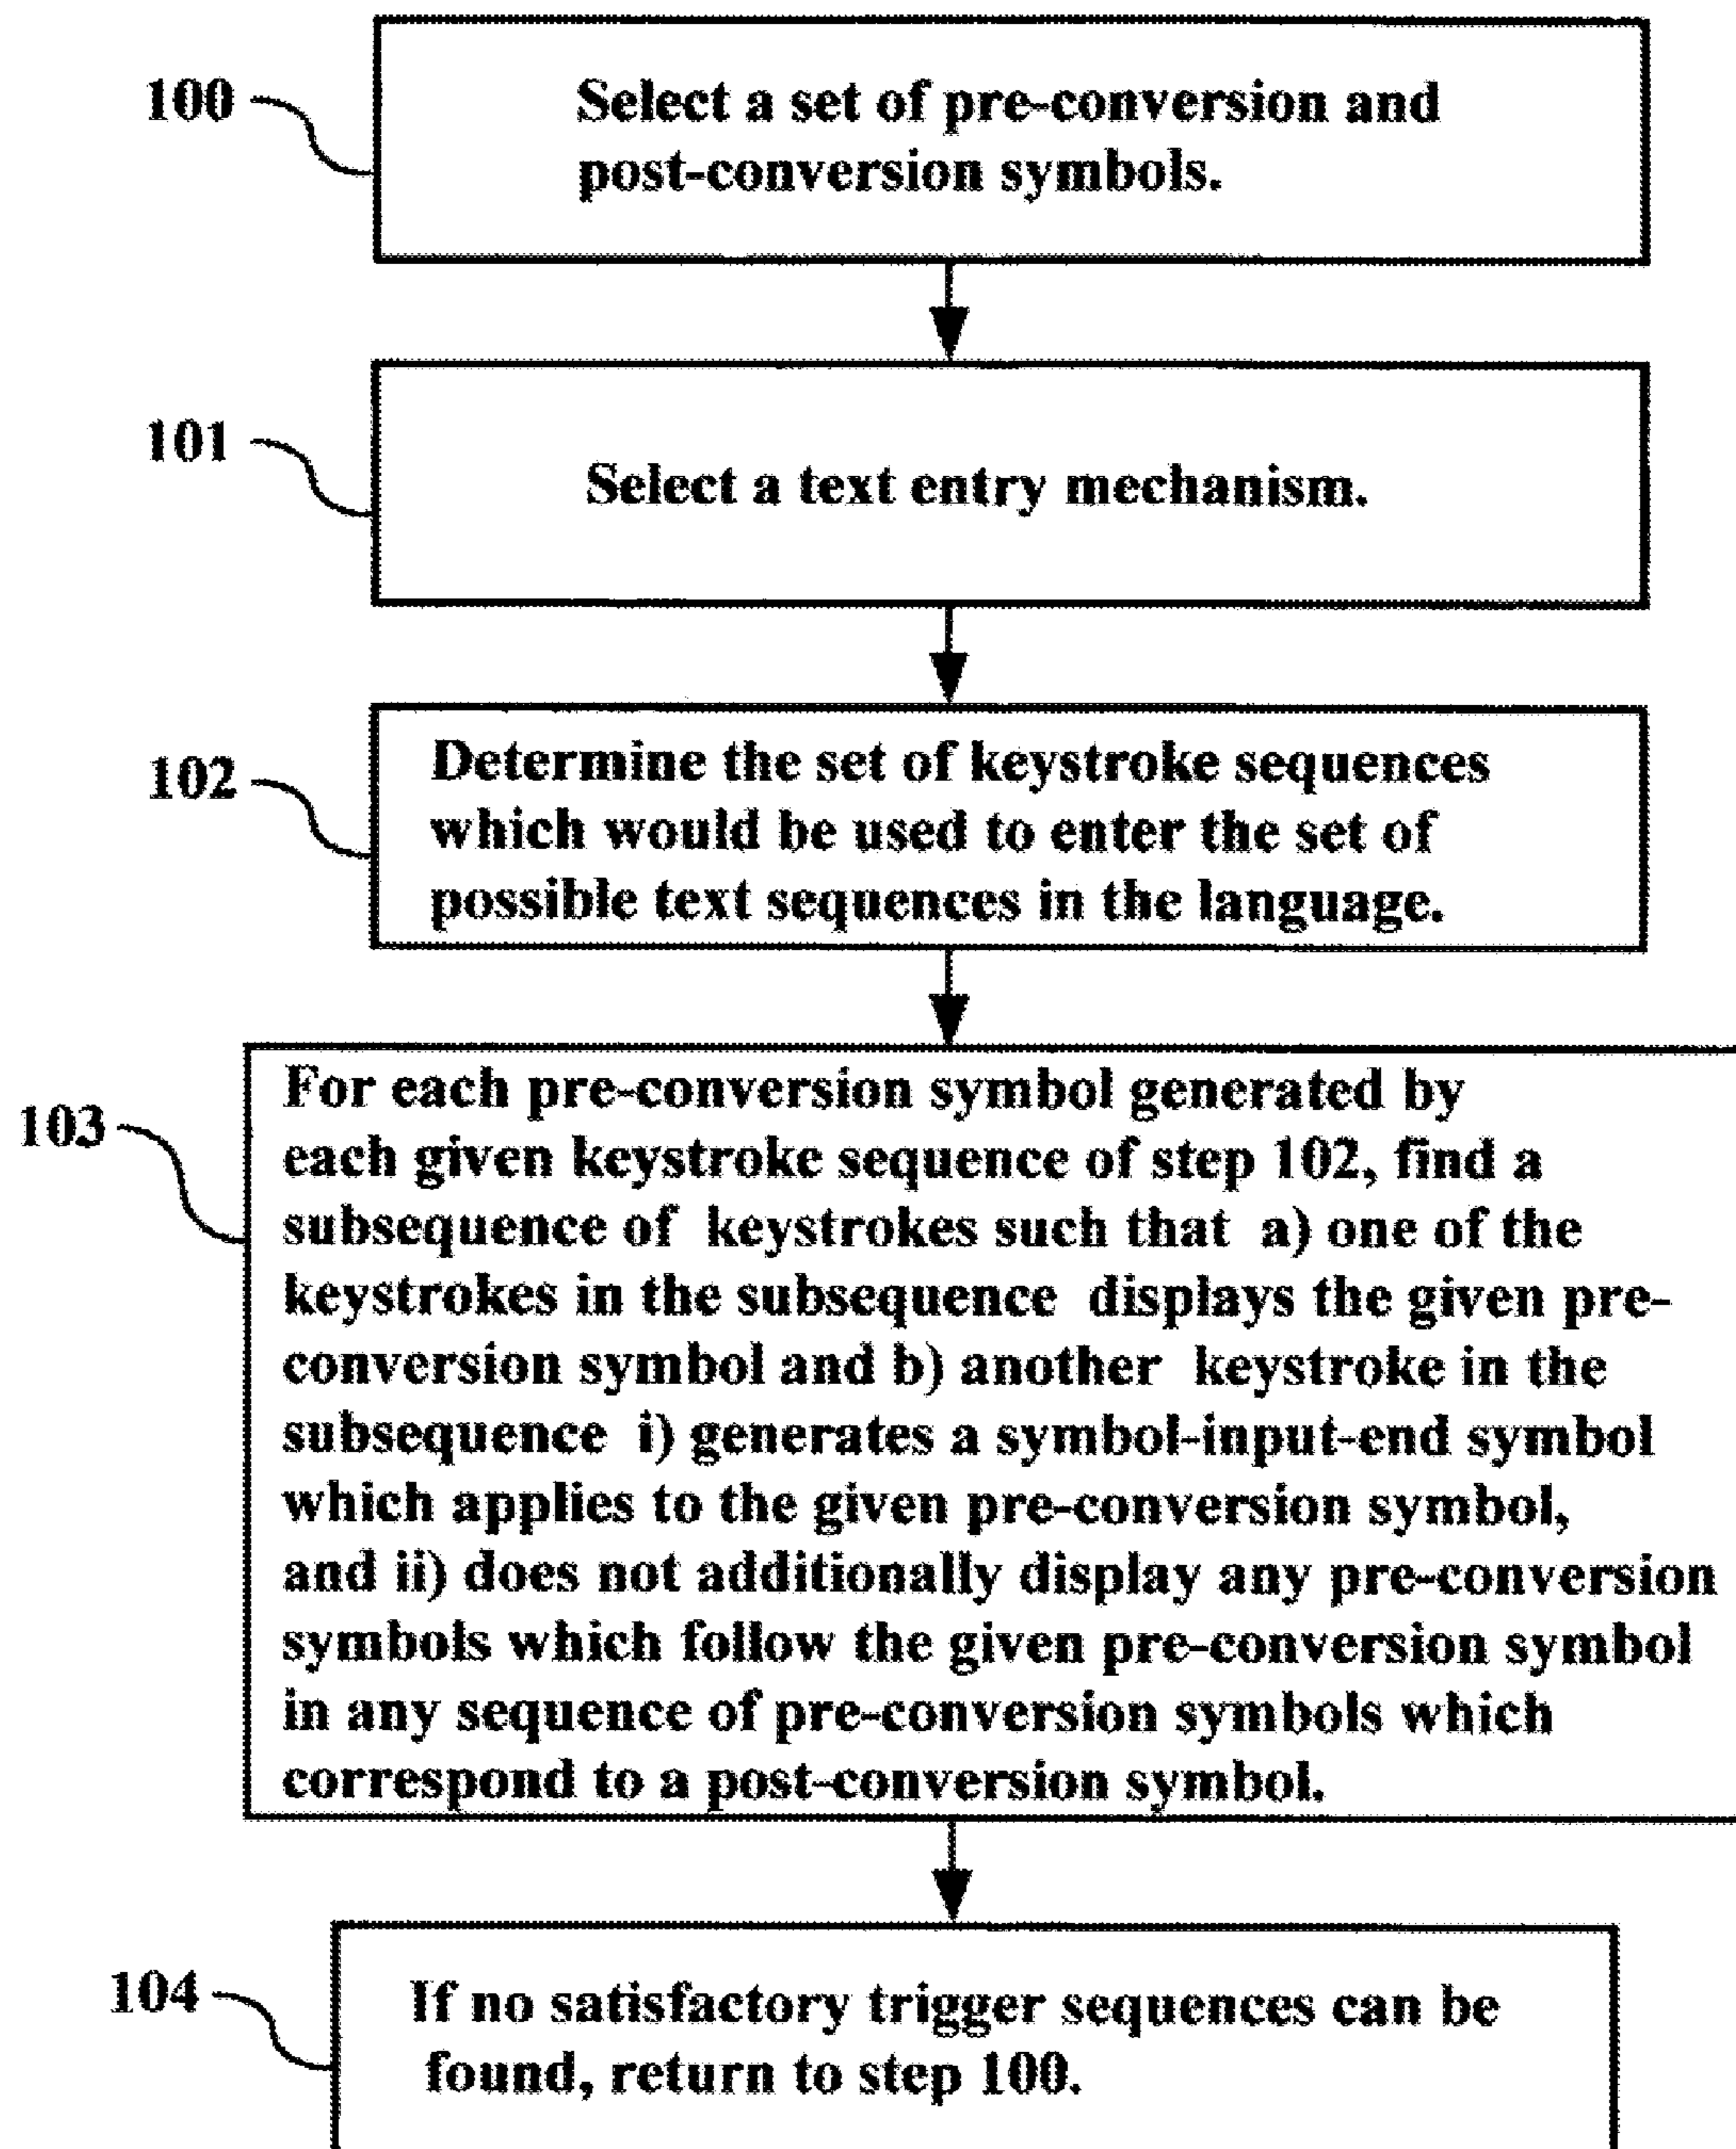 100
Select a set of pre-conversion and
post-conversion symbols.
101
Select a text entry mechanism.
102
Determine the set of keystroke sequences
which would be used to enter the set of
possible text sequences in the language.
103
For each pre-conversion symbol generated by
each given keystroke sequence of step 102, find a
subsequence of keystrokes such that a) one of the
keystrokes in the subsequence displays the given pre-
conversion symbol and b) another keystroke in the
subsequence i) generates a symbol-input-end symbol
which applies to the given pre-conversion symbol,
and ii) does not additionally display any pre-conversion
symbols which follow the given pre-conversion symbol
in any sequence of pre-conversion symbols which
correspond to a post-conversion symbol.
104
If no satisfactory trigger sequences can be
found, return to step 100.